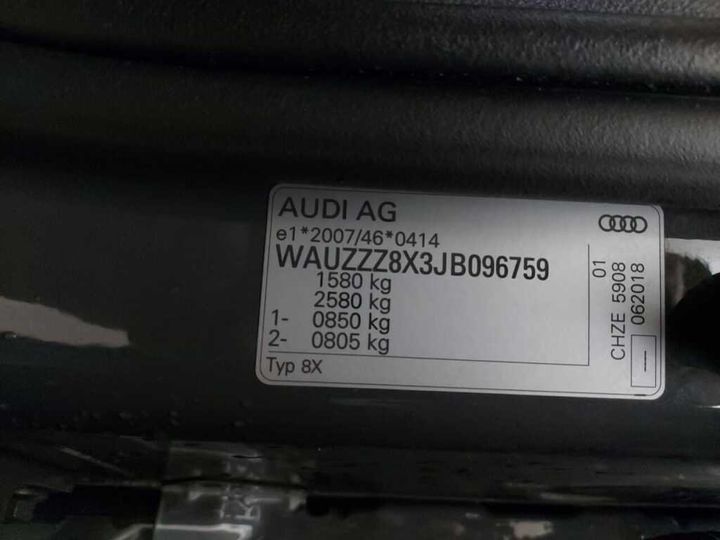 AUDI AG
e1*2007/46*0414
WAUZZZ8X3JB096759
1580 kg
2580 kg
1- 0850 kg
2- 0805 kg
Typ 8X
01
CHZE 5908
062018